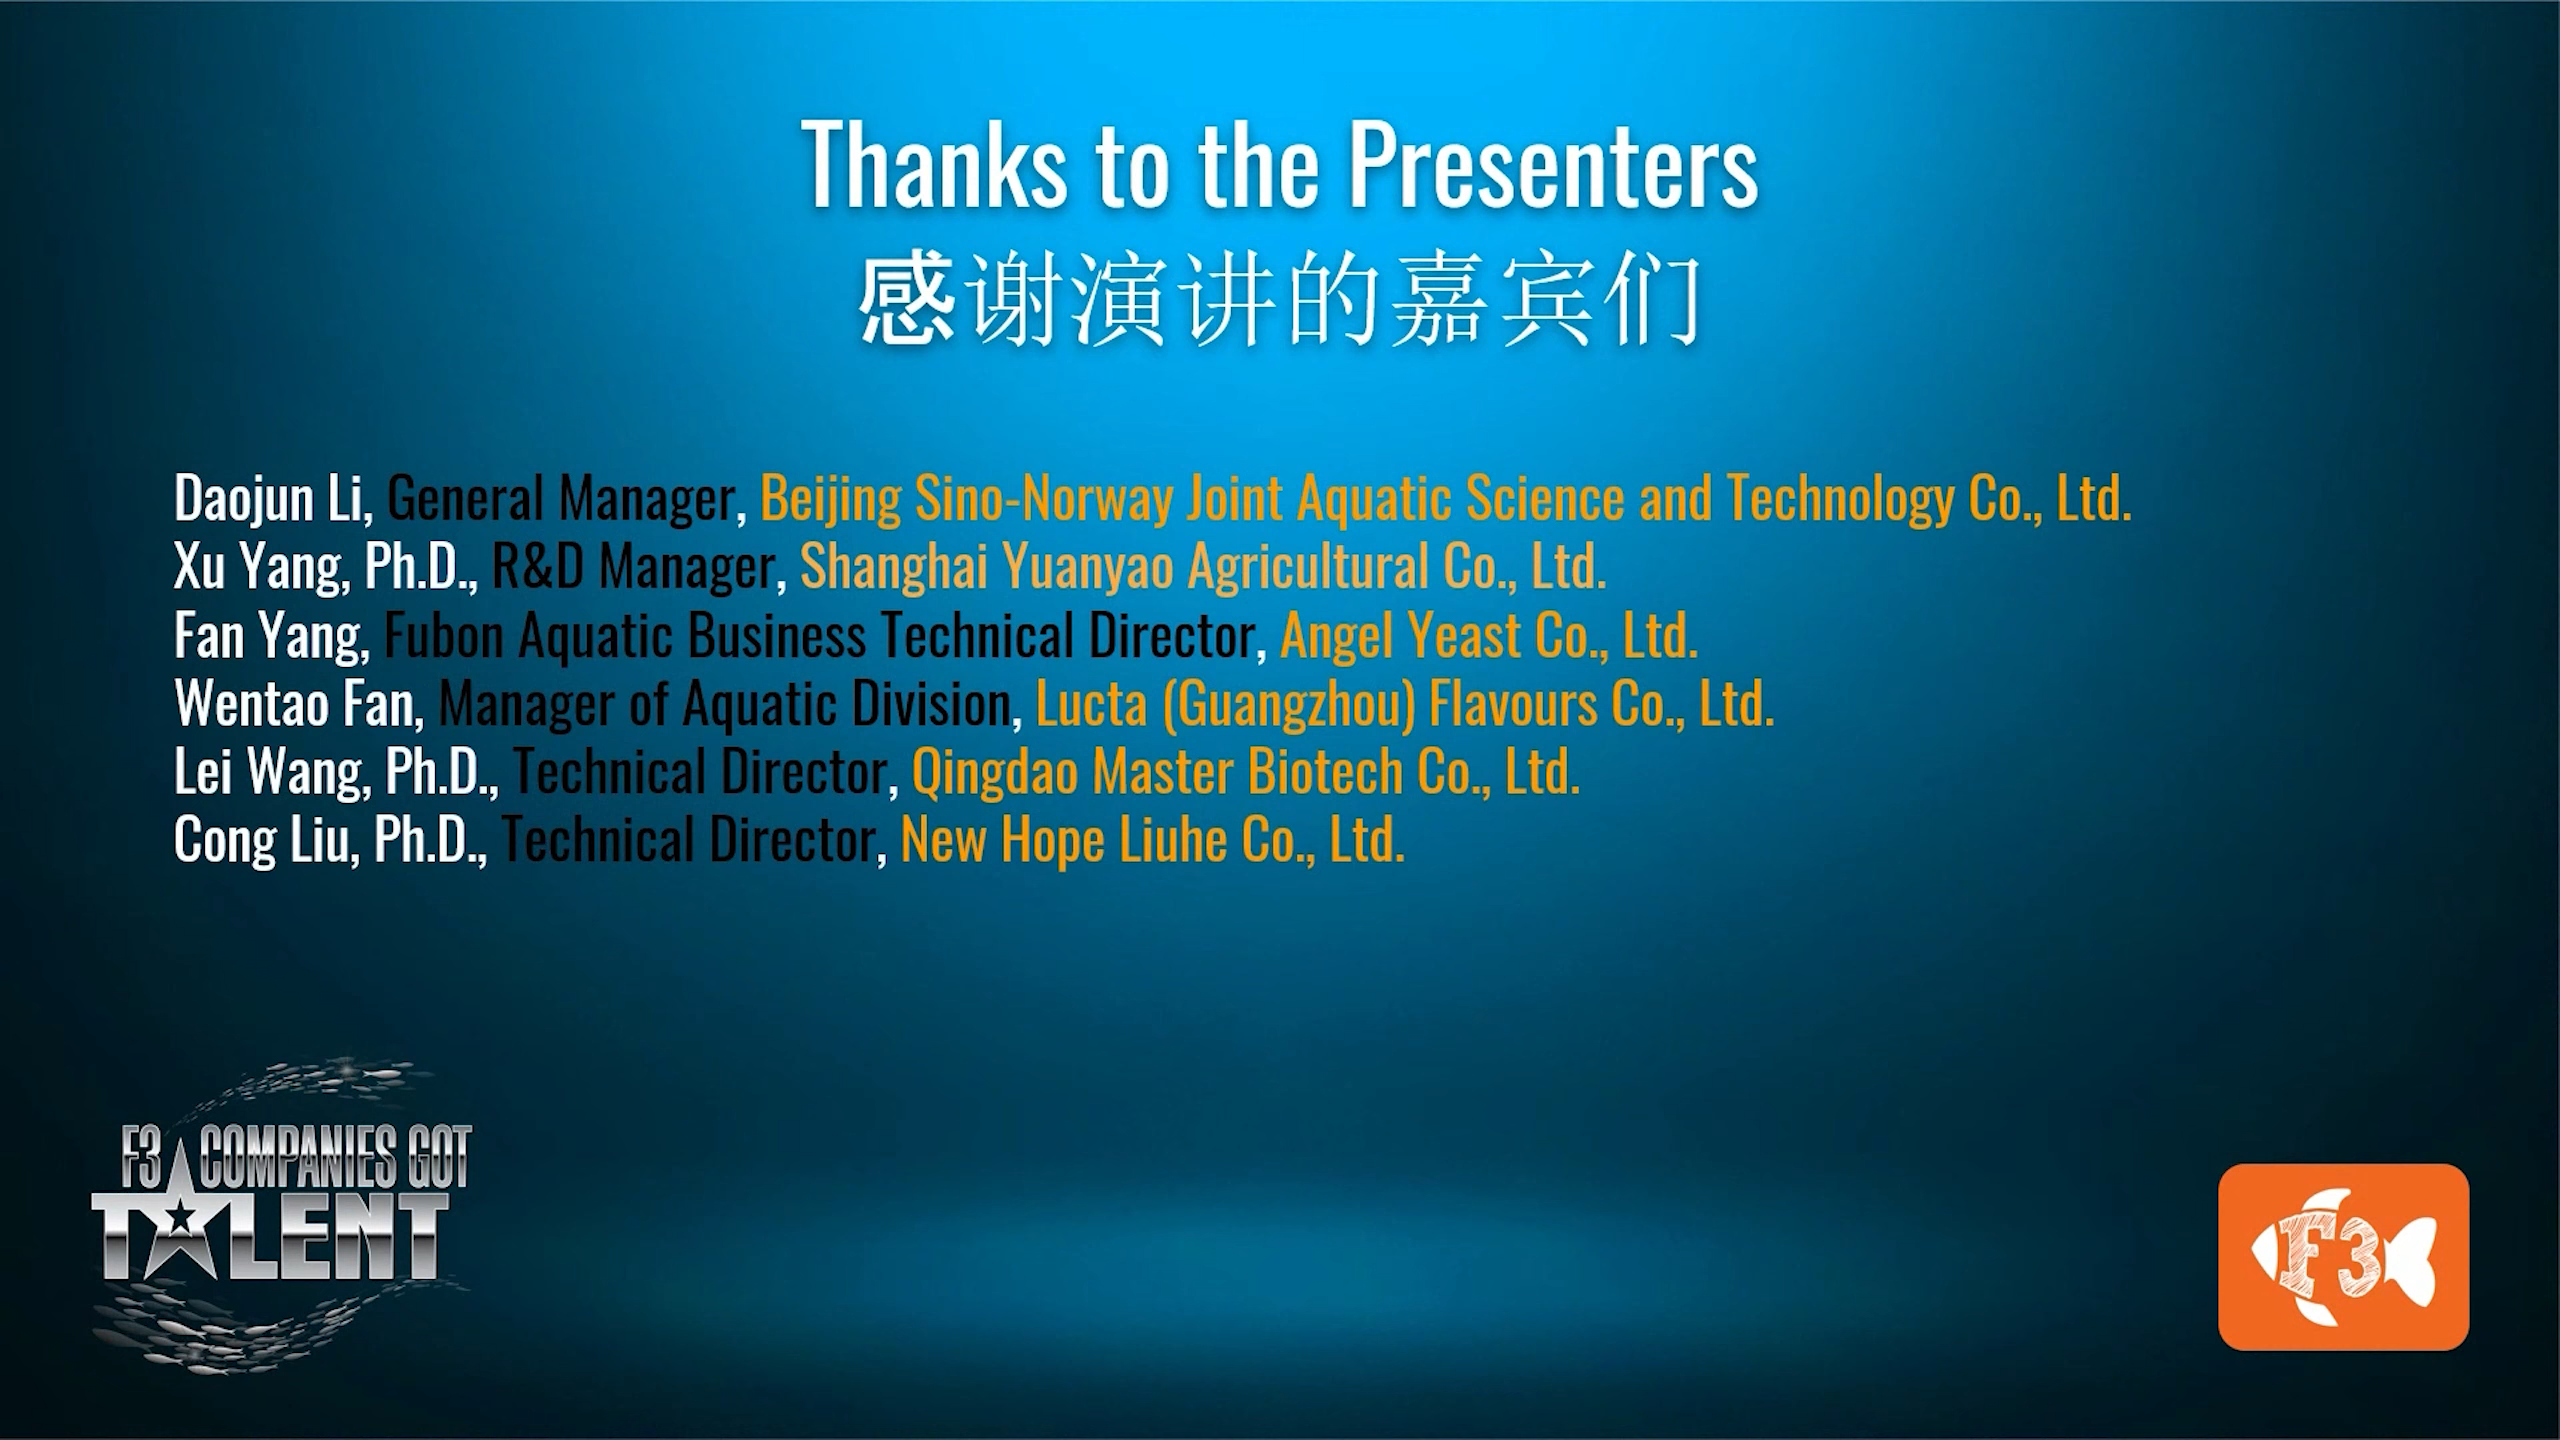 Thanks to the Presenters
感谢演讲的嘉宾们
Daojun Li, General Manager, Beijing Sino-Norway Joint Aquatic Science and Technology Co., Ltd.
Xu Yang, Ph.D., R&D Manager, Shanghai Yuanyao Agricultural Co., Ltd.
Fan Yang, Fubon Aquatic Business Technical Director, Angel Yeast Co., Ltd.
Wentao Fan, Manager of Aquatic Division, Lucta (Guangzhou) Flavours Co., Ltd.
Lei Wang, Ph.D., Technical Director, Qingdao Master Biotech Co., Ltd.
Cong Liu, Ph.D., Technical Director, New Hope Liuhe Co., Ltd.
F3 COMPANIES GOT
TALENT
F3